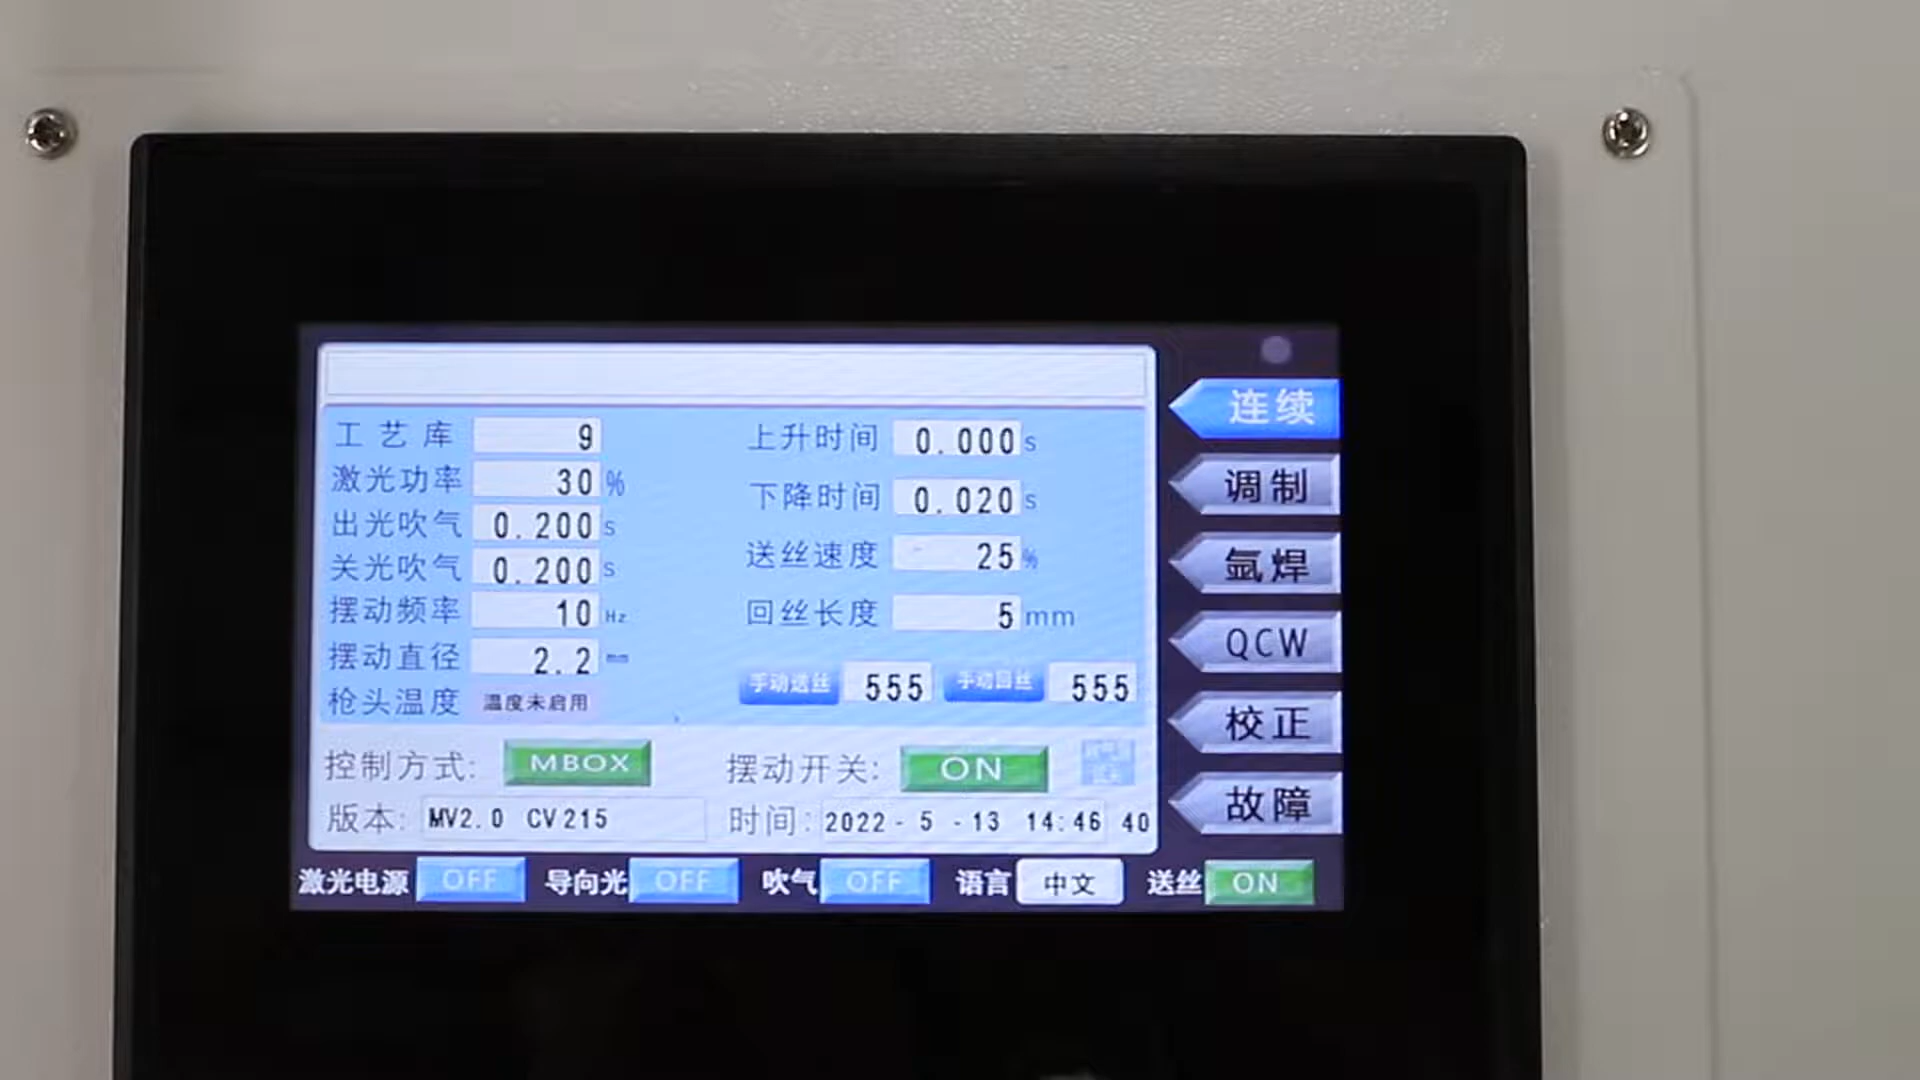 工艺库 9 上升时间 0.000 s
激光功率 30 % 下降时间 0.020 s
出光吹气 0.200 s 送丝速度 25 %
关光吹气 0.200 s 回丝长度 5 mm
摆动频率 10 Hz
摆动直径 2.2 mm 手动送丝 555 手动回丝 555
枪头温度 温度未启用
控制方式: MBOX 摆动开关: ON
版本: MV2.0 CV215 时间: 2022 - 5 - 13 14:46 40
激光电源 OFF 导向光 OFF 吹气 OFF 语言 中文 送丝 ON
连续
调制
氩焊
QCW
校正
故障